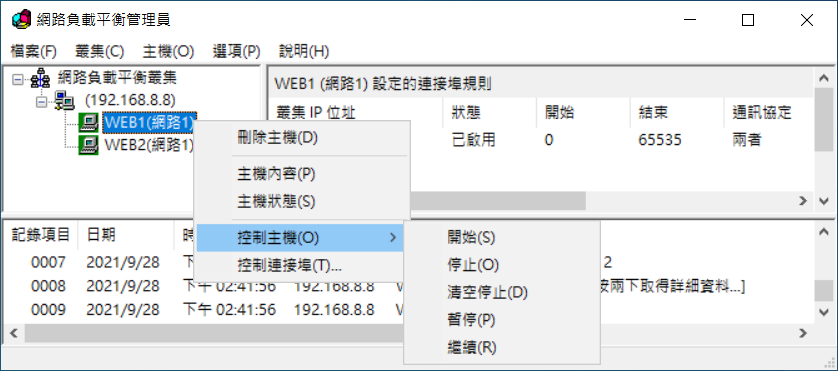 網路負載平衡管理員
檔案(F) 叢集(C) 主機(O) 選項(P) 說明(H)
網路負載平衡叢集
(192.168.8.8)
WEB1(網路1)
WEB2(網路1)
WEB1 (網路1) 設定的連接埠規則
叢集 IP 位址 狀態 開始 結束 通訊協定
已啟用 0 65535 兩者
刪除主機(D)
主機內容(P)
主機狀態(S)
控制主機(O)
控制連接埠(T)...
開始(S)
停止(O)
清空停止(D)
暫停(P)
繼續(R)
記錄項目 日期
0007 2021/9/28 下 2
0008 2021/9/28 下午 02:41:56 192.168.8.8 按兩下取得詳細資料...]
0009 2021/9/28 下午 02:41:56 192.168.8.8